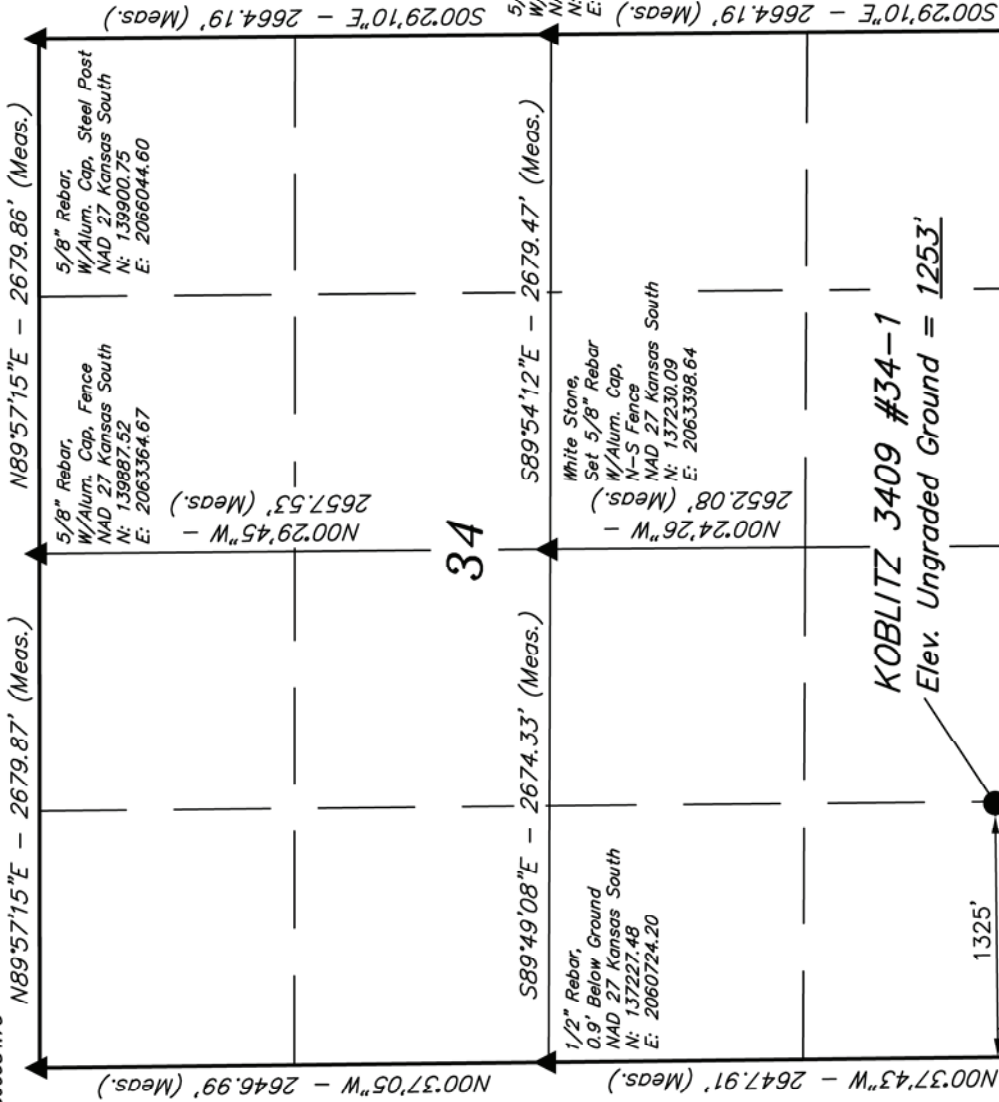 N89°57'15"E - 2679.87' (Meas.)
N89°57'15"E - 2679.86' (Meas.)
N00°37'05"W - 2646.99' (Meas.)
5/8" Rebar,
W/Alum. Cap, Fence
NAD 27 Kansas South
N: 139887.52
E: 2063364.67
5/8" Rebar,
W/Alum. Cap, Steel Post
NAD 27 Kansas South
N: 139900.75
E: 2066044.60
N00°29'45"W -
2657.53' (Meas.)
S00°29'10"E - 2664.19' (Meas.)
34
S89°49'08"E - 2674.33' (Meas.)
S89°54'12"E - 2679.47' (Meas.)
5/
W/
N
N:
E:
1/2" Rebar,
0.9' Below Ground
NAD 27 Kansas South
N: 137227.48
E: 2060724.20
White Stone,
Set 5/8" Rebar
W/Alum. Cap,
N-S Fence
NAD 27 Kansas South
N: 137230.09
E: 2063398.64
N00°24'26"W -
2652.08' (Meas.)
N00°37'43"W - 2647.91' (Meas.)
S00°29'10"E - 2664.19' (Meas.)
KOBLITZ 3409 #34-1
Elev. Ungraded Ground = 1253'
1325'